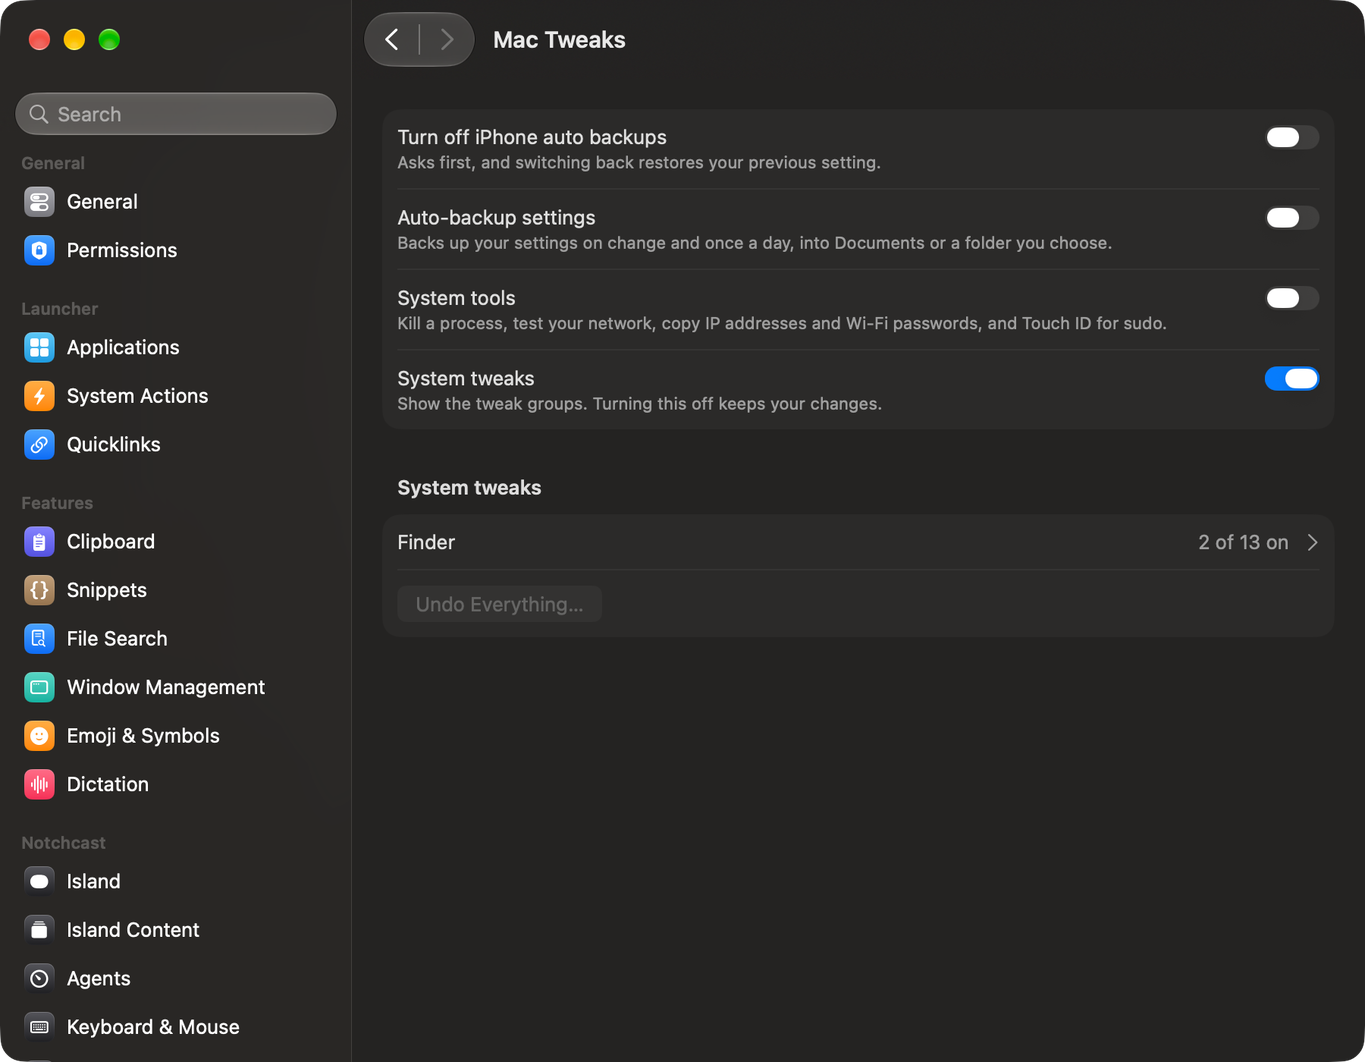 Mac Tweaks
Search
General
General
Permissions
Launcher
Applications
System Actions
Quicklinks
Features
Clipboard
Snippets
File Search
Window Management
Emoji & Symbols
Dictation
Notchcast
Island
Island Content
Agents
Keyboard & Mouse
Turn off iPhone auto backups
Asks first, and switching back restores your previous setting.
Auto-backup settings
Backs up your settings on change and once a day, into Documents or a folder you choose.
System tools
Kill a process, test your network, copy IP addresses and Wi-Fi passwords, and Touch ID for sudo.
System tweaks
Show the tweak groups. Turning this off keeps your changes.
System tweaks
Finder 2 of 13 on
Undo Everything...